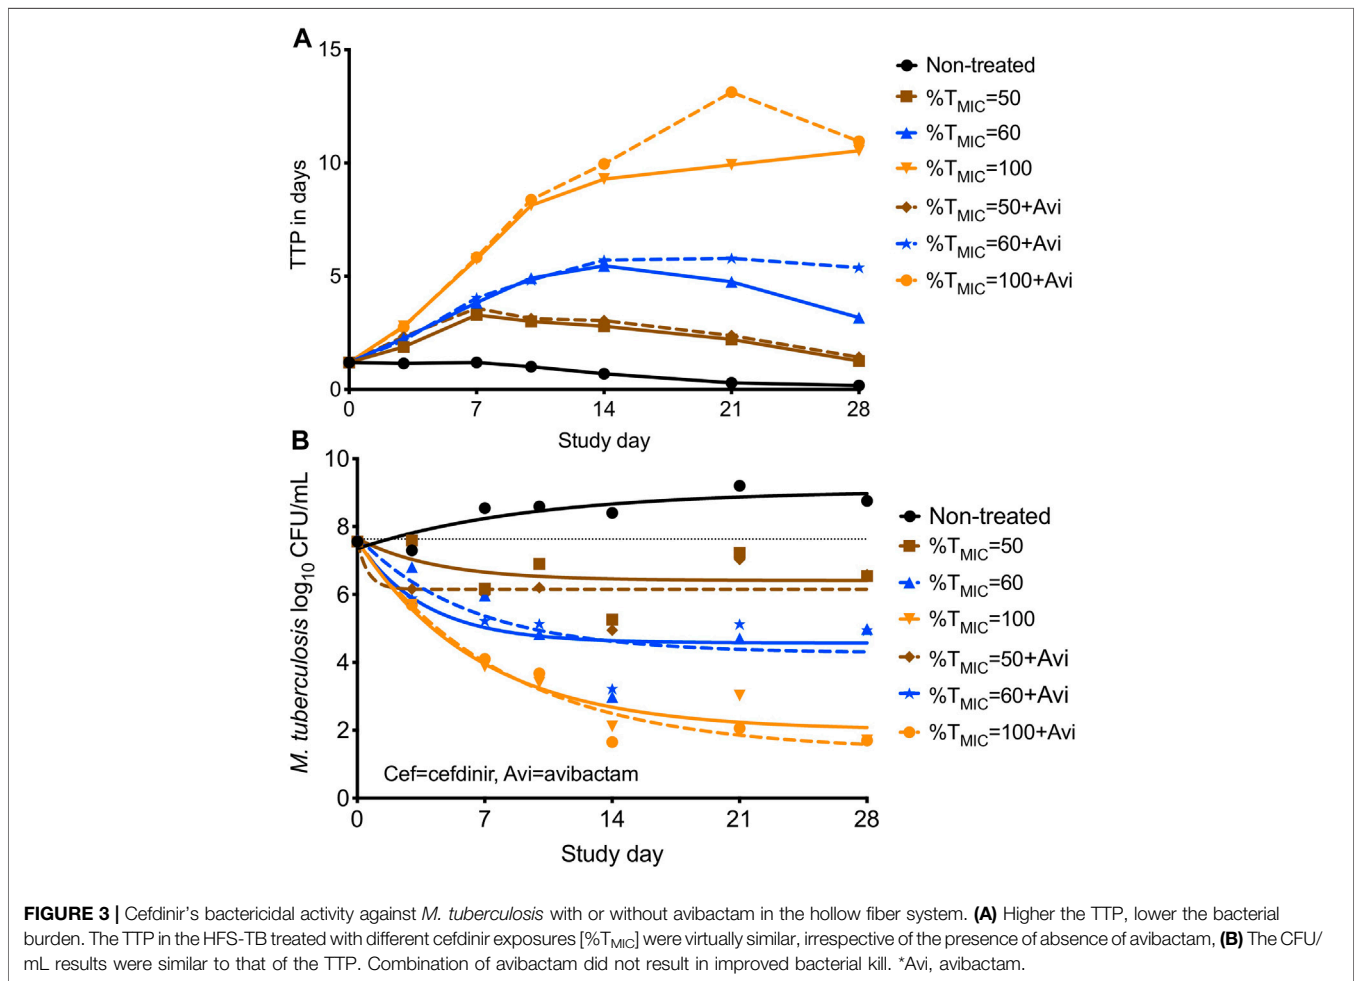 A
15
10
5
0
TTP in days
0 7 14 21 28
Study day
Non-treated
%TMIC=50
%TMIC=60
%TMIC=100
%TMIC=50+Avi
%TMIC=60+Avi
%TMIC=100+Avi
B
10
8
6
4
2
0
M. tuberculosis log10 CFU/mL
Cef=cefdinir, Avi=avibactam
0 7 14 21 28
Study day
Non-treated
%TMIC=50
%TMIC=60
%TMIC=100
%TMIC=50+Avi
%TMIC=60+Avi
%TMIC=100+Avi
FIGURE 3 | Cefdinir's bactericidal activity against M. tuberculosis with or without avibactam in the hollow fiber system. (A) Higher the TTP, lower the bacterial
burden. The TTP in the HFS-TB treated with different cefdinir exposures [%TMIC] were virtually similar, irrespective of the presence of absence of avibactam, (B) The CFU/
mL results were similar to that of the TTP. Combination of avibactam did not result in improved bacterial kill. *Avi, avibactam.